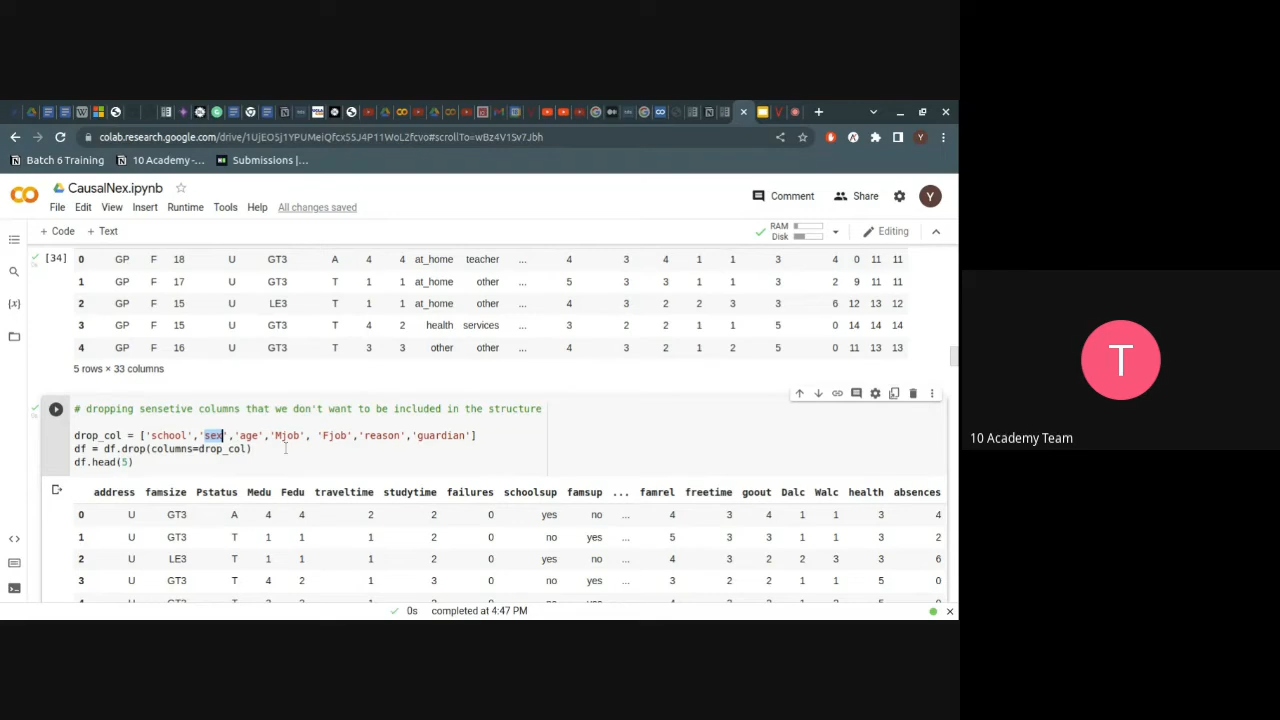 colab.research.google.com/drive/1UjEO5j1YPUMeiQfcx5SJ4P11WoL2fcvo#scrollTo=wBz4V1Sv7Jbh
Batch 6 Training 10 Academy -... Submissions |...
CausalNex.ipynb
Comment Share Y
File Edit View Insert Runtime Tools Help All changes saved
+ Code + Text RAM Disk Editing
[34] 0 GP F 18 U GT3 A 4 4 at_home teacher ... 4 3 4 1 1 3 4 0 11 11
1 GP F 17 U GT3 T 1 1 at_home other ... 5 3 3 1 1 3 2 9 11 11
2 GP F 15 U LE3 T 1 1 at_home other ... 4 3 2 2 3 3 6 12 13 12
3 GP F 15 U GT3 T 4 2 health services ... 3 2 2 1 1 5 0 14 14 14
4 GP F 16 U GT3 T 3 3 other other ... 4 3 2 1 2 5 0 11 13 13
5 rows × 33 columns
# dropping sensetive columns that we don't want to be included in the structure
drop_col = ['school','sex','age','Mjob', 'Fjob','reason','guardian']
df = df.drop(columns=drop_col)
df.head(5)
address famsize Pstatus Medu Fedu traveltime studytime failures schoolsup famsup ... famrel freetime goout Dalc Walc health absences
0 U GT3 A 4 4 2 2 0 yes no ... 4 3 4 1 1 3 4
1 U GT3 T 1 1 1 2 0 no yes ... 5 3 3 1 1 3 2
2 U LE3 T 1 1 1 2 0 yes no ... 4 3 2 2 3 3 6
3 U GT3 T 4 2 1 3 0 no yes ... 3 2 2 1 1 5 0
0s completed at 4:47 PM
T
10 Academy Team